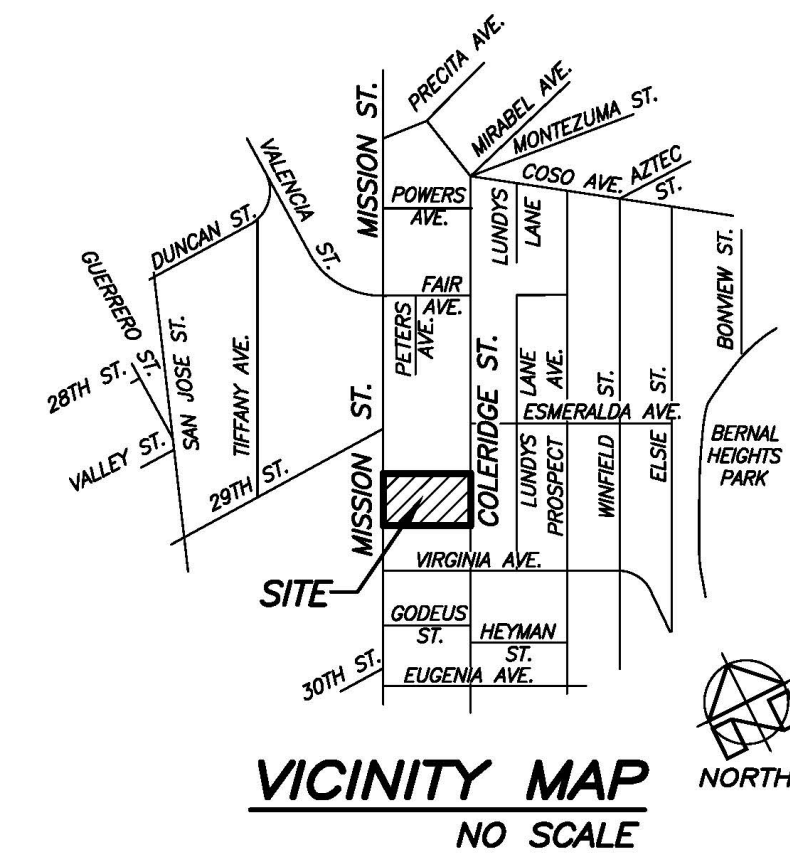 PRECITA AVE.
MIRABEL AVE.
MONTEZUMA ST.
MISSION ST.
COSO AVE.
AZTEC
ST.
VALENCIA
ST.
POWERS
AVE.
LUNDYS
LANE
DUNCAN ST.
BONVIEW ST.
GUERRERO ST.
FAIR
AVE.
PETERS
AVE.
SAN JOSE ST.
TIFFANY AVE.
28TH ST.
VALLEY ST.
29TH ST.
MISSION ST.
COLERIDGE ST.
LUNDYS LANE
PROSPECT AVE.
WINFIELD ST.
ELSIE ST.
ESMERALDA AVE.
BERNAL
HEIGHTS
PARK
SITE
VIRGINIA AVE.
GODEUS
ST.
HEYMAN
ST.
30TH ST.
EUGENIA AVE.
NORTH
VICINITY MAP
NO SCALE